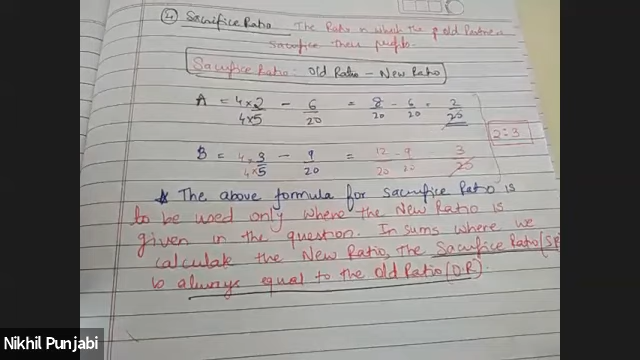 ④ Sacrifice Ratio The Ratio in which the old Partners
sacrifice their profits.
Sacrifice Ratio : Old Ratio - New Ratio
A = 4 × 2 / 4 × 5 - 6/20 = 8/20 - 6/20 = 2/20
B = 4 × 3 / 4 × 5 - 9/20 = 12/20 - 9/20 3/20
2 : 3
* The above formula for Sacrifice Ratio is
to be used only where the New Ratio is
given in the question. In sums where we
calculate the New Ratio, the Sacrifice Ratio (S.R)
is always equal to the Old Ratio (O.R).
Nikhil Punjabi